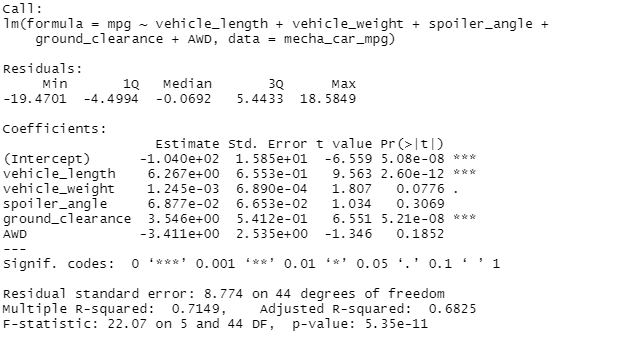 Call:
lm(formula = mpg ~ vehicle_length + vehicle_weight + spoiler_angle +
    ground_clearance + AWD, data = mecha_car_mpg)
Residuals:
     Min       1Q   Median       3Q      Max
-19.4701  -4.4994  -0.0692   5.4433  18.5849
Coefficients:
                   Estimate Std. Error t value Pr(>|t|)
(Intercept)      -1.040e+02  1.585e+01  -6.559 5.08e-08 ***
vehicle_length    6.267e+00  6.553e-01   9.563 2.60e-12 ***
vehicle_weight    1.245e-03  6.890e-04   1.807   0.0776 .
spoiler_angle     6.877e-02  6.653e-02   1.034   0.3069
ground_clearance  3.546e+00  5.412e-01   6.551 5.21e-08 ***
AWD              -3.411e+00  2.535e+00  -1.346   0.1852
---
Signif. codes:  0 ‘***’ 0.001 ‘**’ 0.01 ‘*’ 0.05 ‘.’ 0.1 ‘ ’ 1
Residual standard error: 8.774 on 44 degrees of freedom
Multiple R-squared:  0.7149,    Adjusted R-squared:  0.6825
F-statistic: 22.07 on 5 and 44 DF,  p-value: 5.35e-11